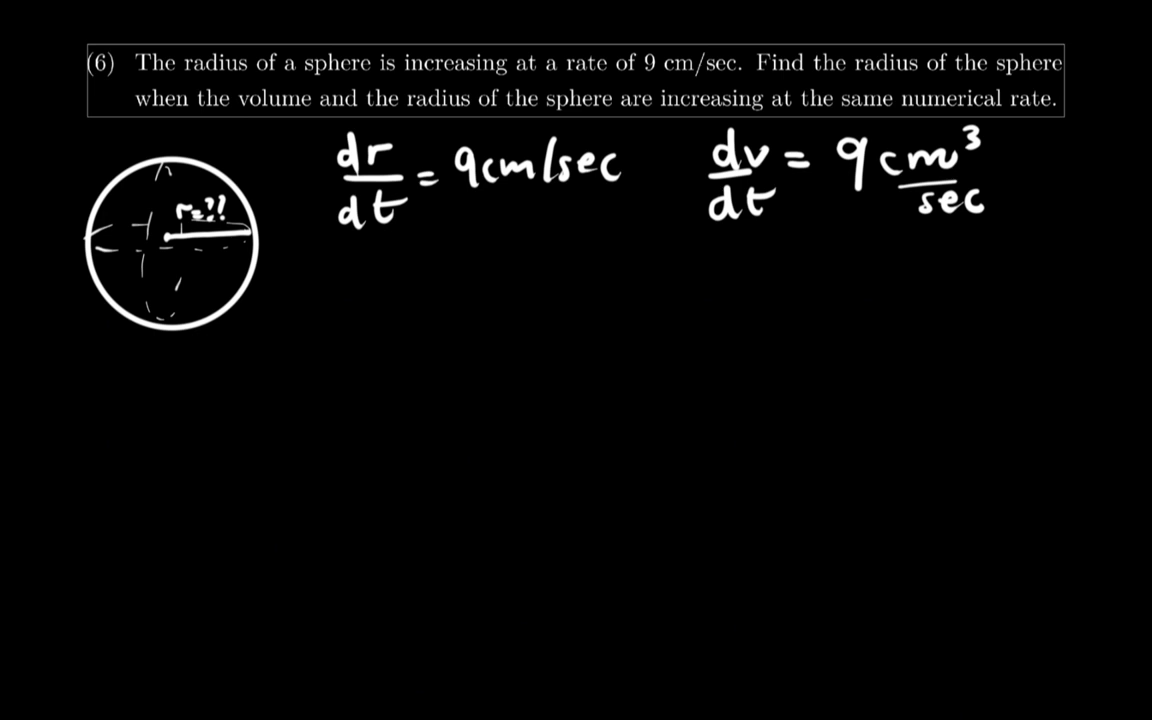 (6) The radius of a sphere is increasing at a rate of 9 cm/sec. Find the radius of the sphere
when the volume and the radius of the sphere are increasing at the same numerical rate.
dr/dt = 9cm/sec dv/dt = 9 cm³/sec
r=??